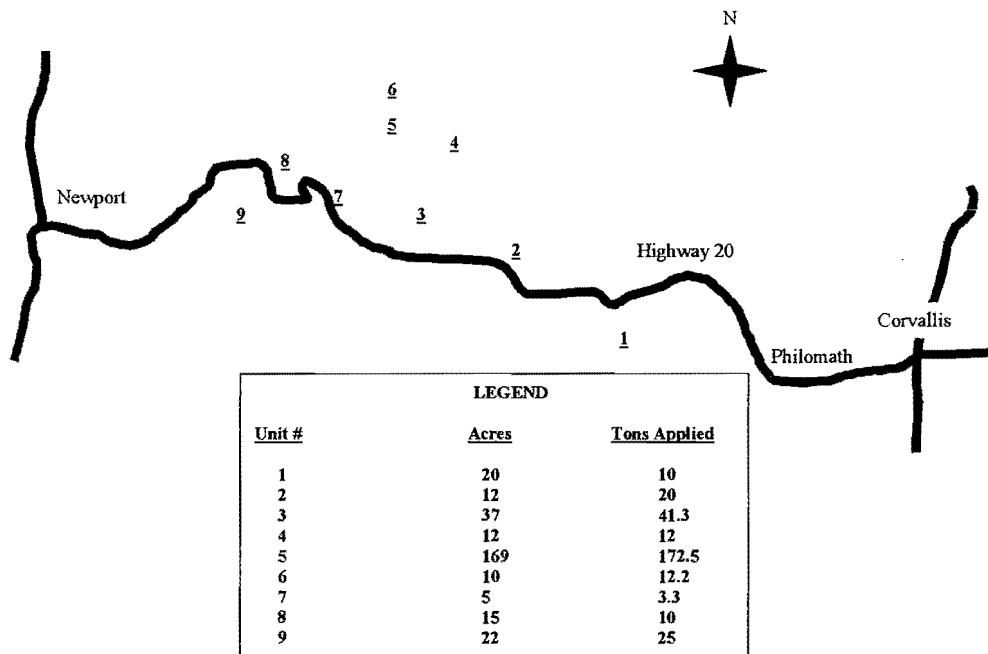 N
6
5
4
8
Newport
7
9
3
2
Highway 20
Corvallis
1
Philomath
LEGEND
Unit # Acres Tons Applied
1 20 10
2 12 20
3 37 41.3
4 12 12
5 169 172.5
6 10 12.2
7 5 3.3
8 15 10
9 22 25